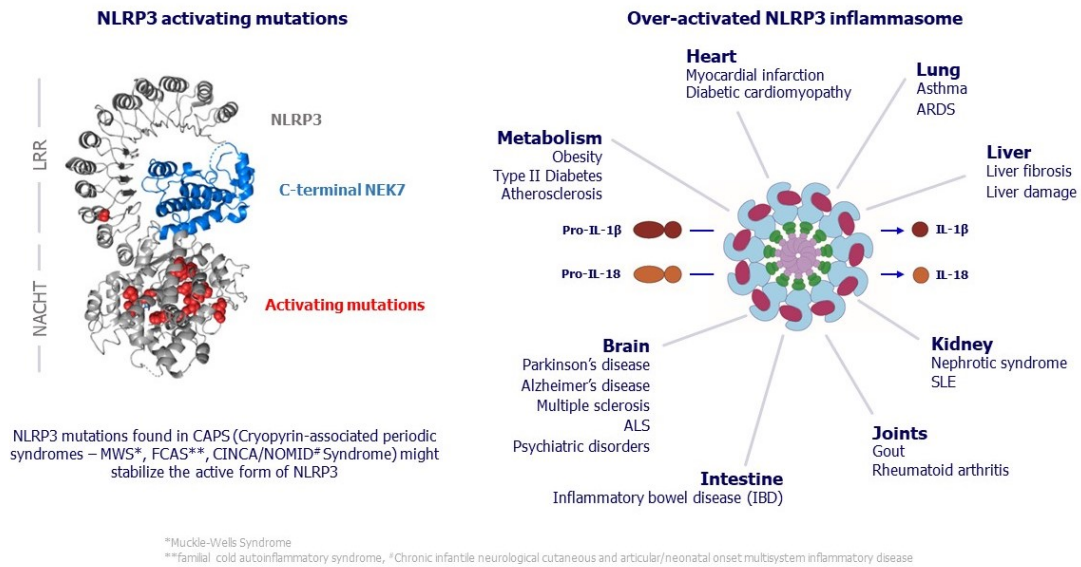 NLRP3 activating mutations
LRR
NACHT
NLRP3
C-terminal NEK7
Activating mutations
NLRP3 mutations found in CAPS (Cryopyrin-associated periodic
syndromes – MWS*, FCAS**, CINCA/NOMID# Syndrome) might
stabilize the active form of NLRP3
Over-activated NLRP3 inflammasome
Heart
Myocardial infarction
Diabetic cardiomyopathy
Lung
Asthma
ARDS
Metabolism
Obesity
Type II Diabetes
Atherosclerosis
Liver
Liver fibrosis
Liver damage
Pro-IL-1β
IL-1β
Pro-IL-18
IL-18
Brain
Parkinson’s disease
Alzheimer’s disease
Multiple sclerosis
ALS
Psychiatric disorders
Kidney
Nephrotic syndrome
SLE
Joints
Gout
Rheumatoid arthritis
Intestine
Inflammatory bowel disease (IBD)
*Muckle-Wells Syndrome
**familial cold autoinflammatory syndrome, #Chronic infantile neurological cutaneous and articular/neonatal onset multisystem inflammatory disease